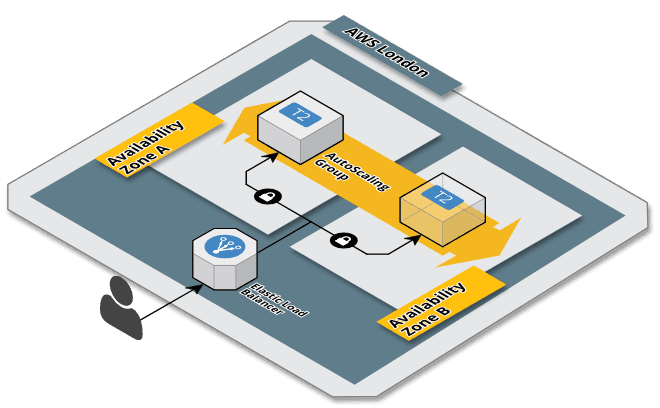 AWS London
Availability
Zone A
T2
AutoScaling
Group
T2
Elastic Load
Balancer
Availability
Zone B